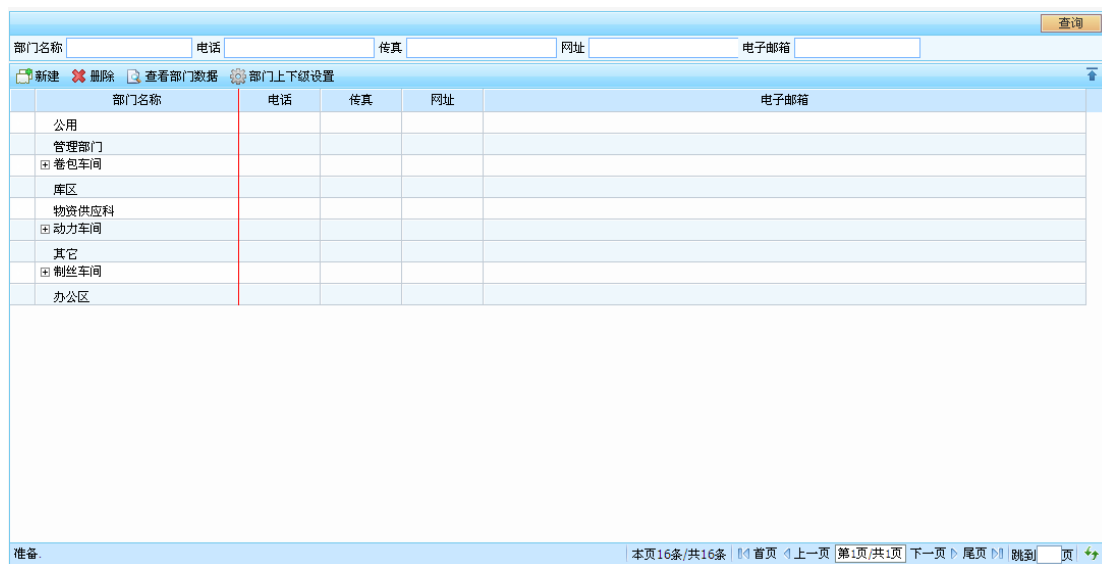 查询
部门名称 电话 传真 网址 电子邮箱
新建 删除 查看部门数据 部门上下级设置
部门名称 电话 传真 网址 电子邮箱
公用
管理部门
卷包车间
库区
物资供应科
动力车间
其它
制丝车间
办公区
准备. 本页16条/共16条 首页 上一页 第1页/共1页 下一页 尾页 跳到 页